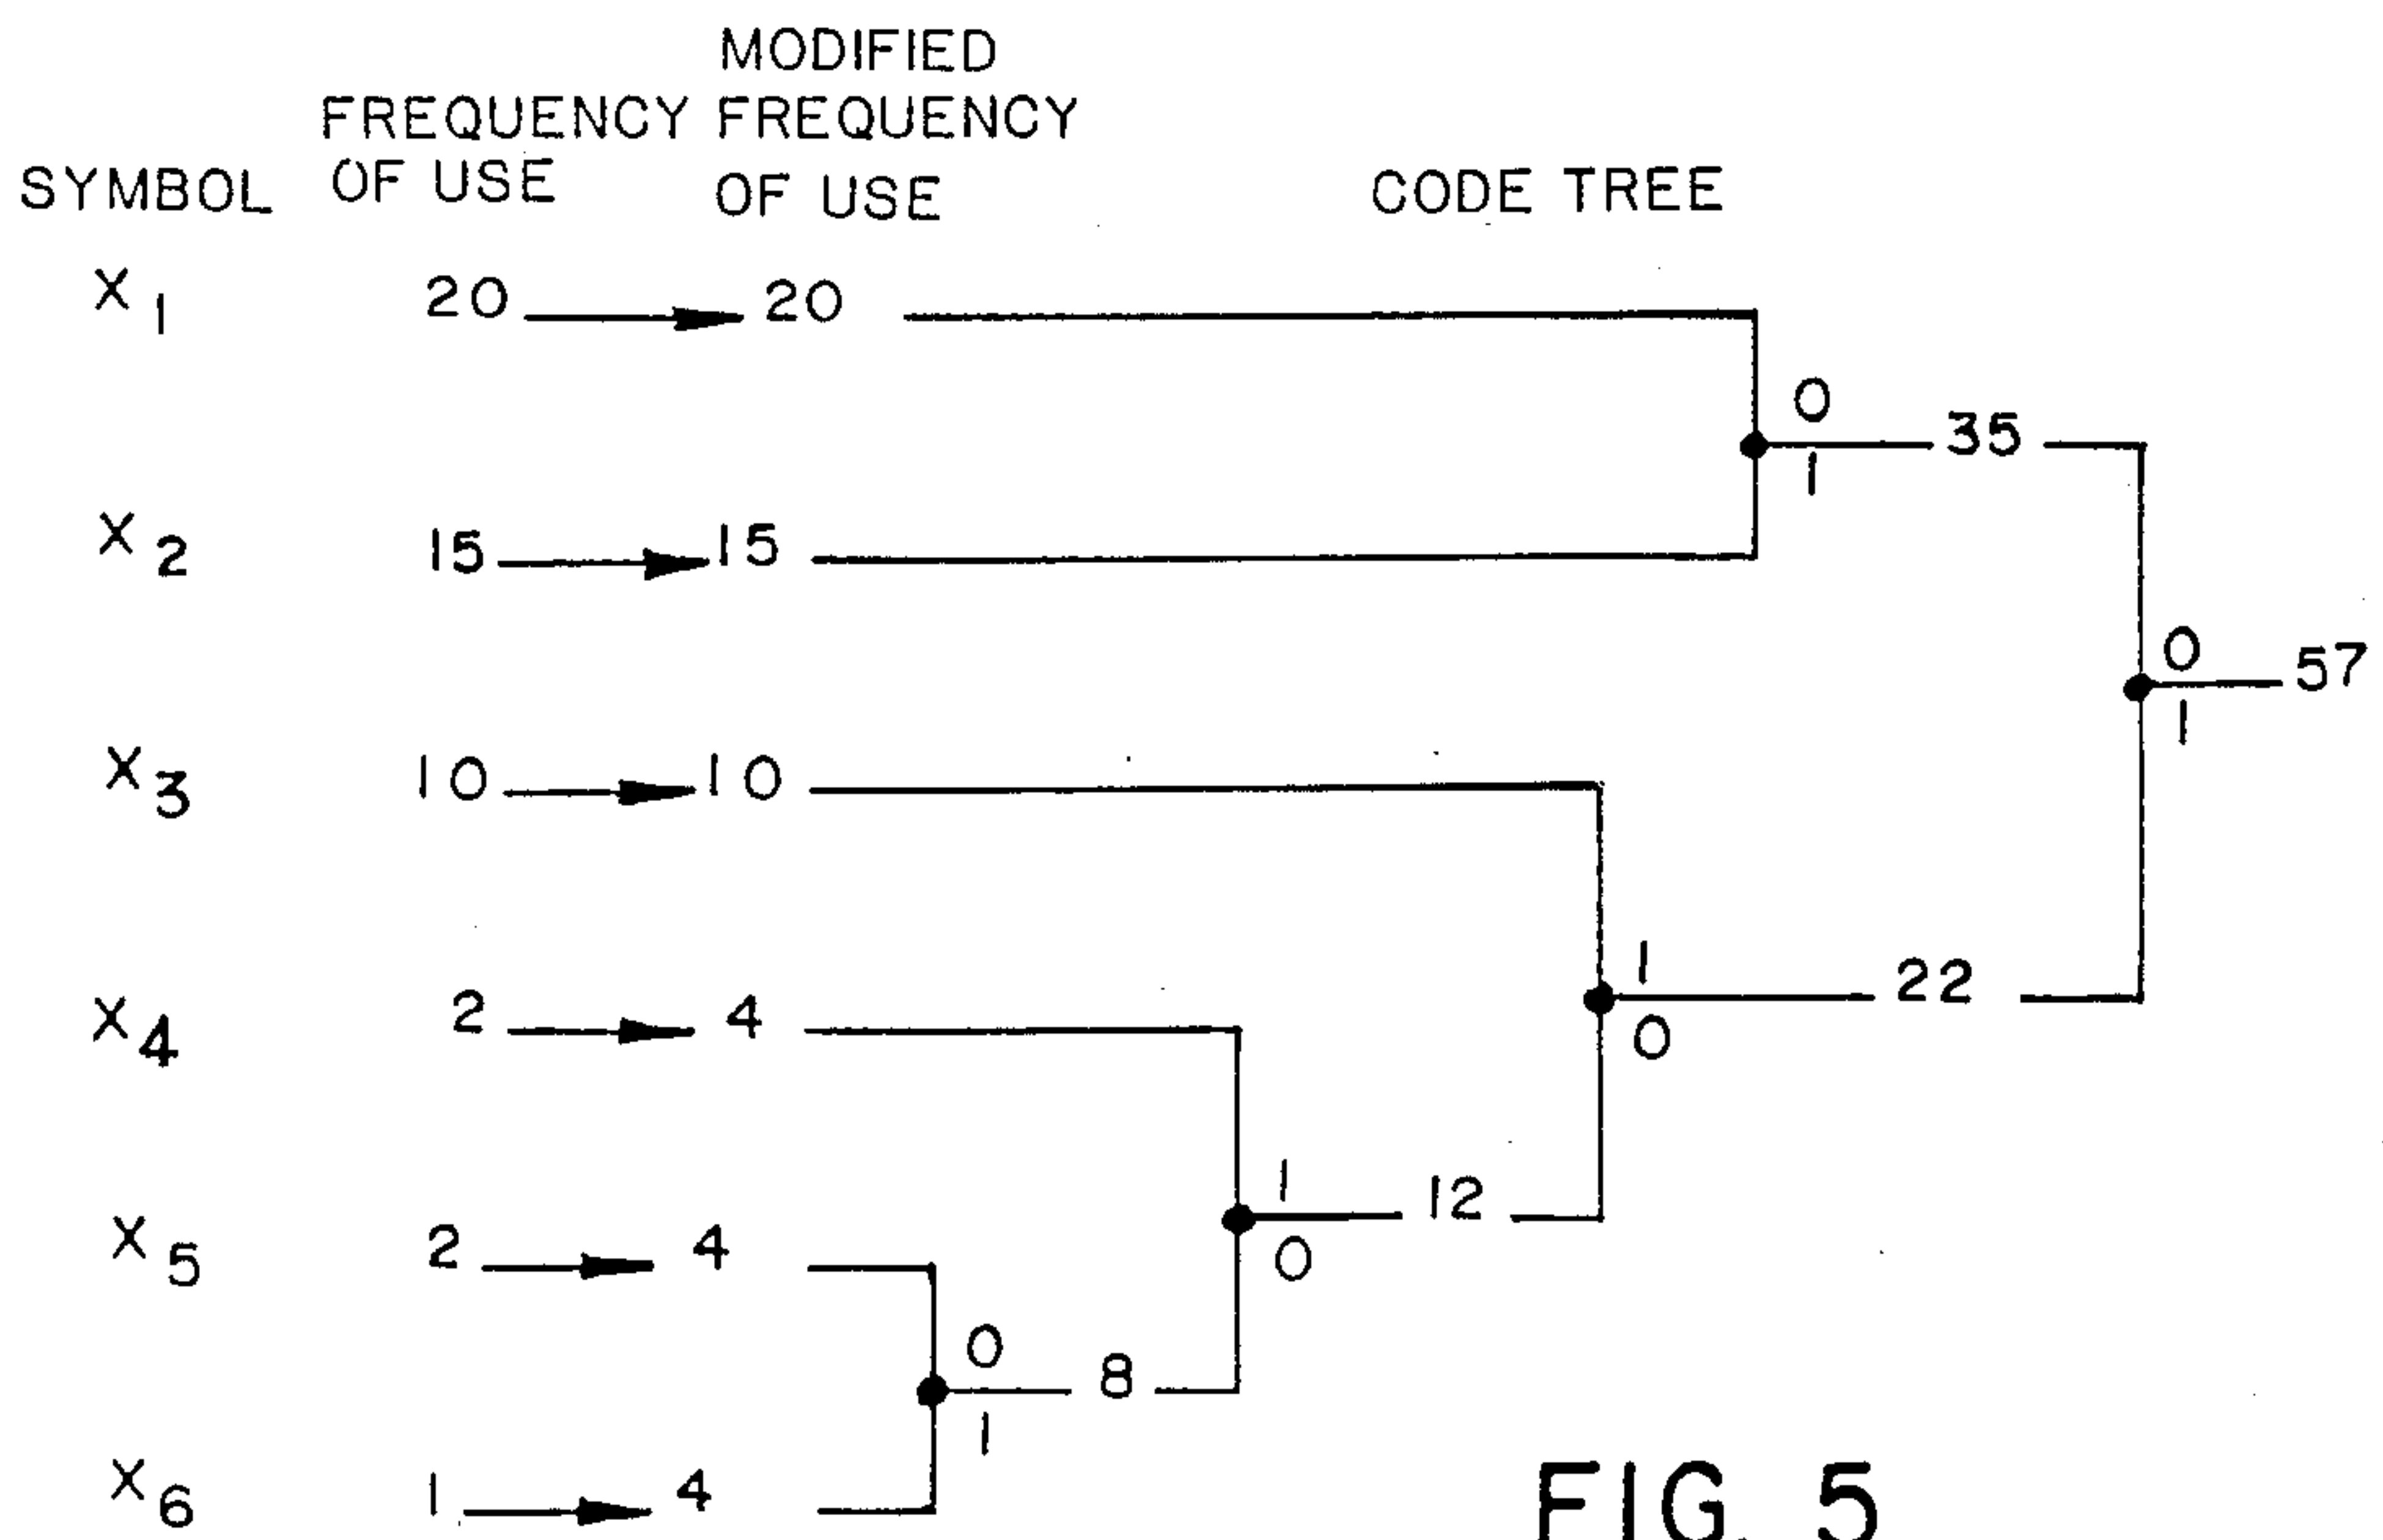 MODIFIED
FREQUENCY FREQUENCY
SYMBOL OF USE OF USE CODE TREE
X1 20 20
0
35
1
X2 15 15
0
57
1
X3 10 10
1
22
0
X4 2 4
1
12
0
X5 2 4
0
8
1
X6 1 4
FIG. 5